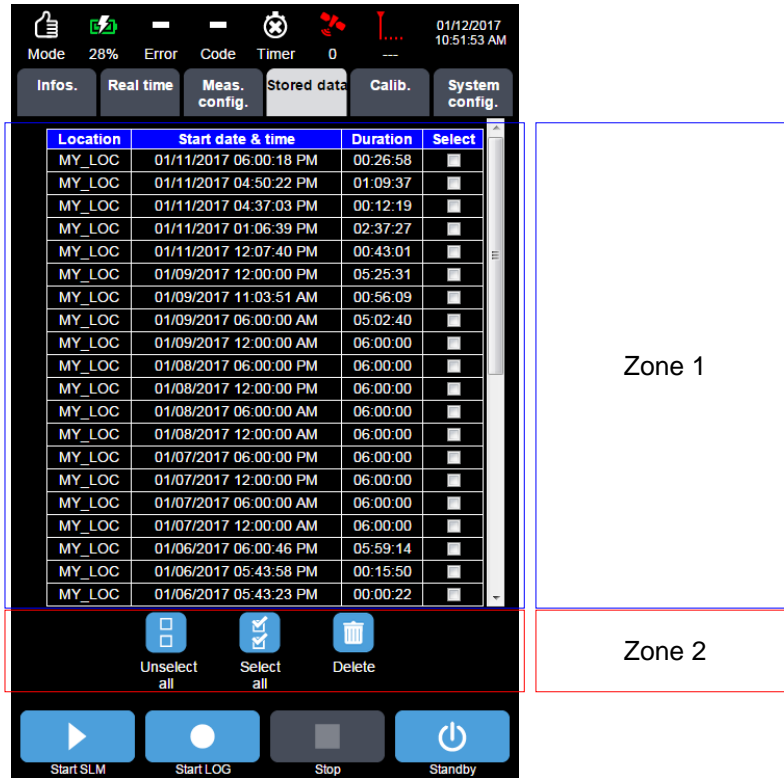 01/12/2017
10:51:53 AM
Mode 28% Error Code Timer 0 ---
Infos. Real time Meas. config. Stored data Calib. System config.
Location Start date & time Duration Select
MY_LOC 01/11/2017 06:00:18 PM 00:26:58
MY_LOC 01/11/2017 04:50:22 PM 01:09:37
MY_LOC 01/11/2017 04:37:03 PM 00:12:19
MY_LOC 01/11/2017 01:06:39 PM 02:37:27
MY_LOC 01/11/2017 12:07:40 PM 00:43:01
MY_LOC 01/09/2017 12:00:00 PM 05:25:31
MY_LOC 01/09/2017 11:03:51 AM 00:56:09
MY_LOC 01/09/2017 06:00:00 AM 05:02:40
MY_LOC 01/09/2017 12:00:00 AM 06:00:00
MY_LOC 01/08/2017 06:00:00 PM 06:00:00
MY_LOC 01/08/2017 12:00:00 PM 06:00:00
MY_LOC 01/08/2017 06:00:00 AM 06:00:00
MY_LOC 01/08/2017 12:00:00 AM 06:00:00
MY_LOC 01/07/2017 06:00:00 PM 06:00:00
MY_LOC 01/07/2017 12:00:00 PM 06:00:00
MY_LOC 01/07/2017 06:00:00 AM 06:00:00
MY_LOC 01/07/2017 12:00:00 AM 06:00:00
MY_LOC 01/06/2017 06:00:46 PM 05:59:14
MY_LOC 01/06/2017 05:43:58 PM 00:15:50
MY_LOC 01/06/2017 05:43:23 PM 00:00:22
Zone 1
Unselect all Select all Delete
Zone 2
Start SLM Start LOG Stop Standby